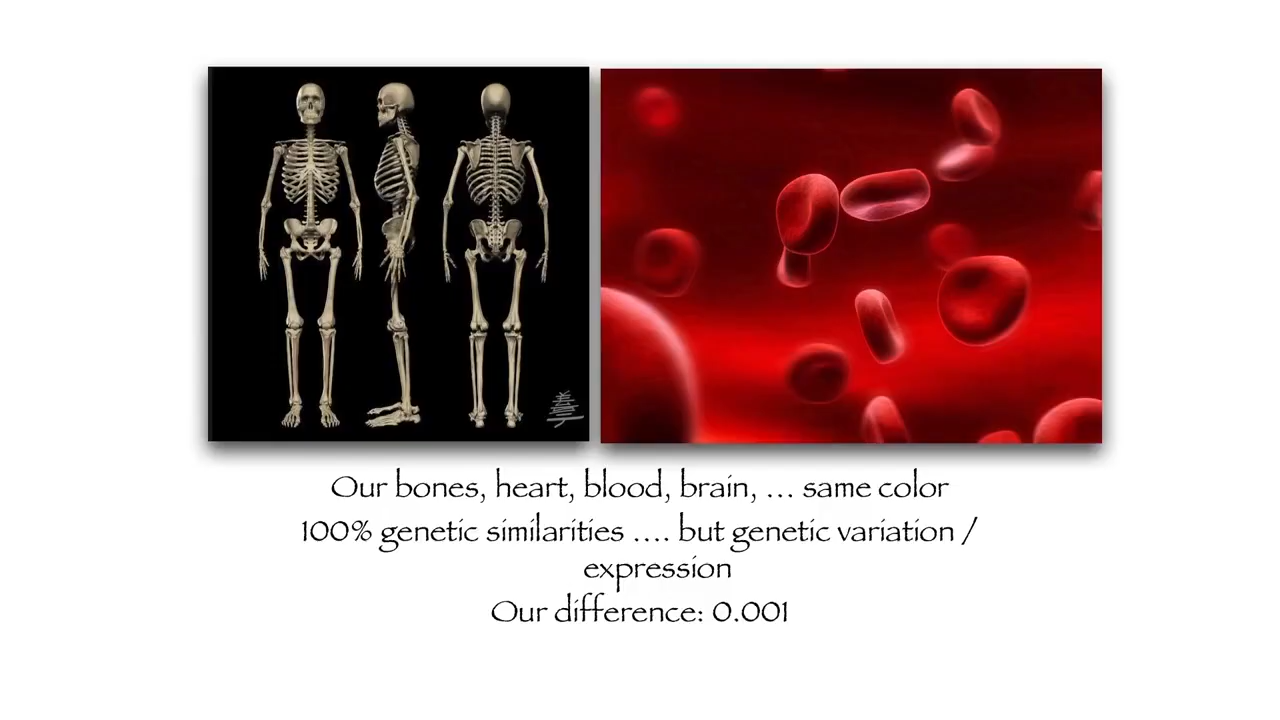 Our bones, heart, blood, brain, ... same color
100% genetic similarities .... but genetic variation /
expression
Our difference: 0.001